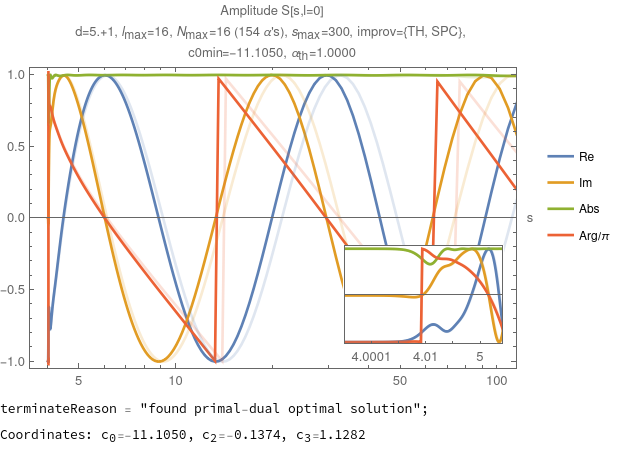 Amplitude S[s,l=0]
d=5.+1, lmax=16, Nmax=16 (154 α's), smax=300, improv={TH, SPC},
c0min=−11.1050, αth=1.0000
1.0
0.5
0.0
−0.5
−1.0
5
10
50
100
s
4.0001
4.01
5
Re
Im
Abs
Arg/π
terminateReason = "found primal-dual optimal solution";
Coordinates: c0=-11.1050, c2=-0.1374, c3=1.1282